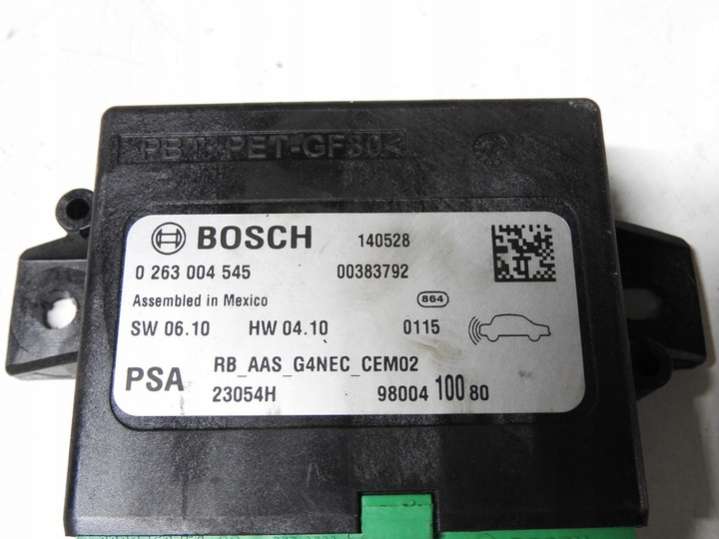 >PBT+PET-GF30<
BOSCH 140528
0 263 004 545 00383792
Assembled in Mexico 864
SW 06.10 HW 04.10 0115
PSA RB_AAS_G4NEC_CEM02
23054H 98004 100 80